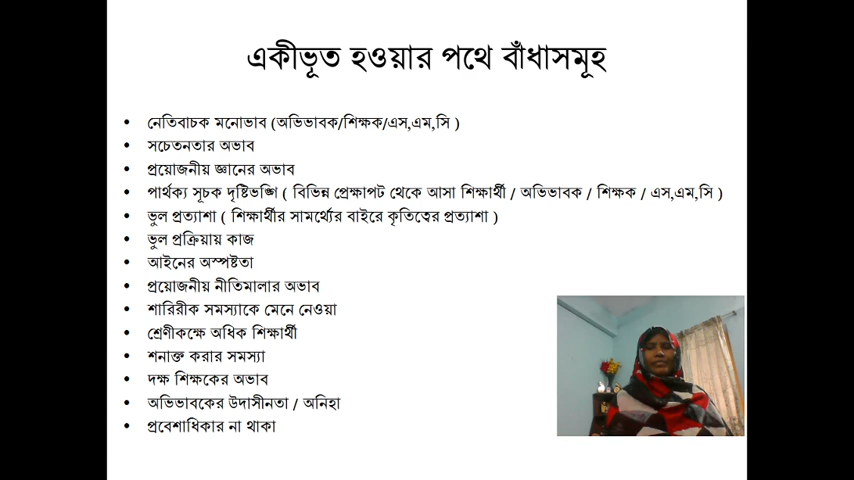 একীভূত হওয়ার পথে বাঁধাসমূহ
• নেতিবাচক মনোভাব (অভিভাবক/শিক্ষক/এস,এম,সি )
• সচেতনতার অভাব
• প্রয়োজনীয় জ্ঞানের অভাব
• পার্থক্য সূচক দৃষ্টিভঙ্গি ( বিভিন্ন প্রেক্ষাপট থেকে আসা শিক্ষার্থী / অভিভাবক / শিক্ষক / এস,এম,সি )
• ভুল প্রত্যাশা ( শিক্ষার্থীর সামর্থ্যের বাইরে কৃতিত্বের প্রত্যাশা )
• ভুল প্রক্রিয়ায় কাজ
• আইনের অস্পষ্টতা
• প্রয়োজনীয় নীতিমালার অভাব
• শারিরীক সমস্যাকে মেনে নেওয়া
• শ্রেণীকক্ষে অধিক শিক্ষার্থী
• শনাক্ত করার সমস্যা
• দক্ষ শিক্ষকের অভাব
• অভিভাবকের উদাসীনতা / অনিহা
• প্রবেশাধিকার না থাকা